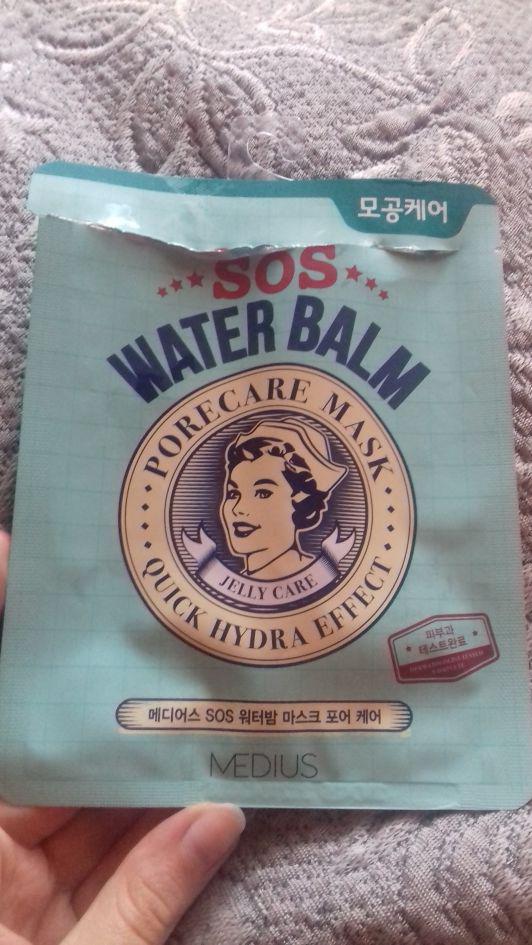 모공케어
SOS
WATER BALM
PORECARE MASK
JELLY CARE
QUICK HYDRA EFFECT
피부과
테스트완료
메디어스 SOS 워터밤 마스크 포어 케어
MEDIUS